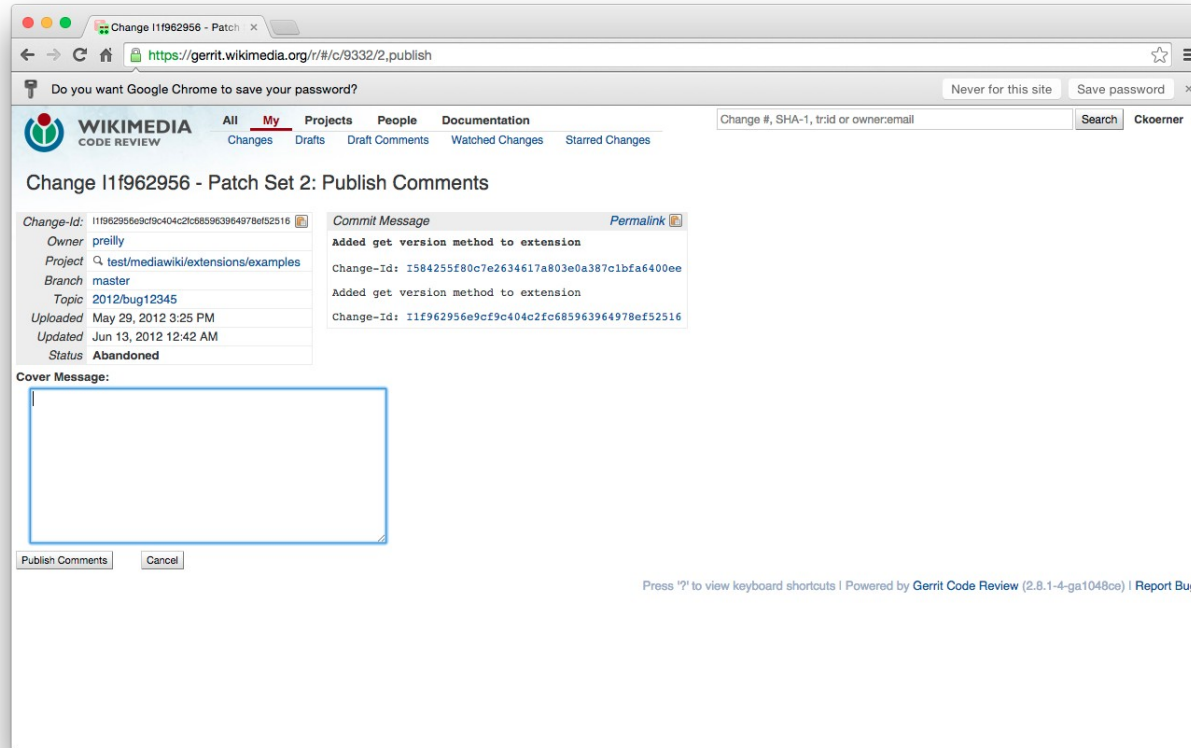 Change I1f962956 - Patch
https://gerrit.wikimedia.org/r/#/c/9332/2,publish
Do you want Google Chrome to save your password? Never for this site Save password
WIKIMEDIA
CODE REVIEW
All My Projects People Documentation
Changes Drafts Draft Comments Watched Changes Starred Changes
Change #, SHA-1, tr:id or owner:email Search Ckoerner
Change I1f962956 - Patch Set 2: Publish Comments
Change-Id: I1f962956e9cf9c404c2fc685963964978ef52516
Owner preilly
Project test/mediawiki/extensions/examples
Branch master
Topic 2012/bug12345
Uploaded May 29, 2012 3:25 PM
Updated Jun 13, 2012 12:42 AM
Status Abandoned
Commit Message Permalink
Added get version method to extension
Change-Id: I584255f80c7e2634617a803e0a387c1bfa6400ee
Added get version method to extension
Change-Id: I1f962956e9cf9c404c2fc685963964978ef52516
Cover Message:
Publish Comments Cancel
Press '?' to view keyboard shortcuts | Powered by Gerrit Code Review (2.8.1-4-ga1048ce) | Report Bug